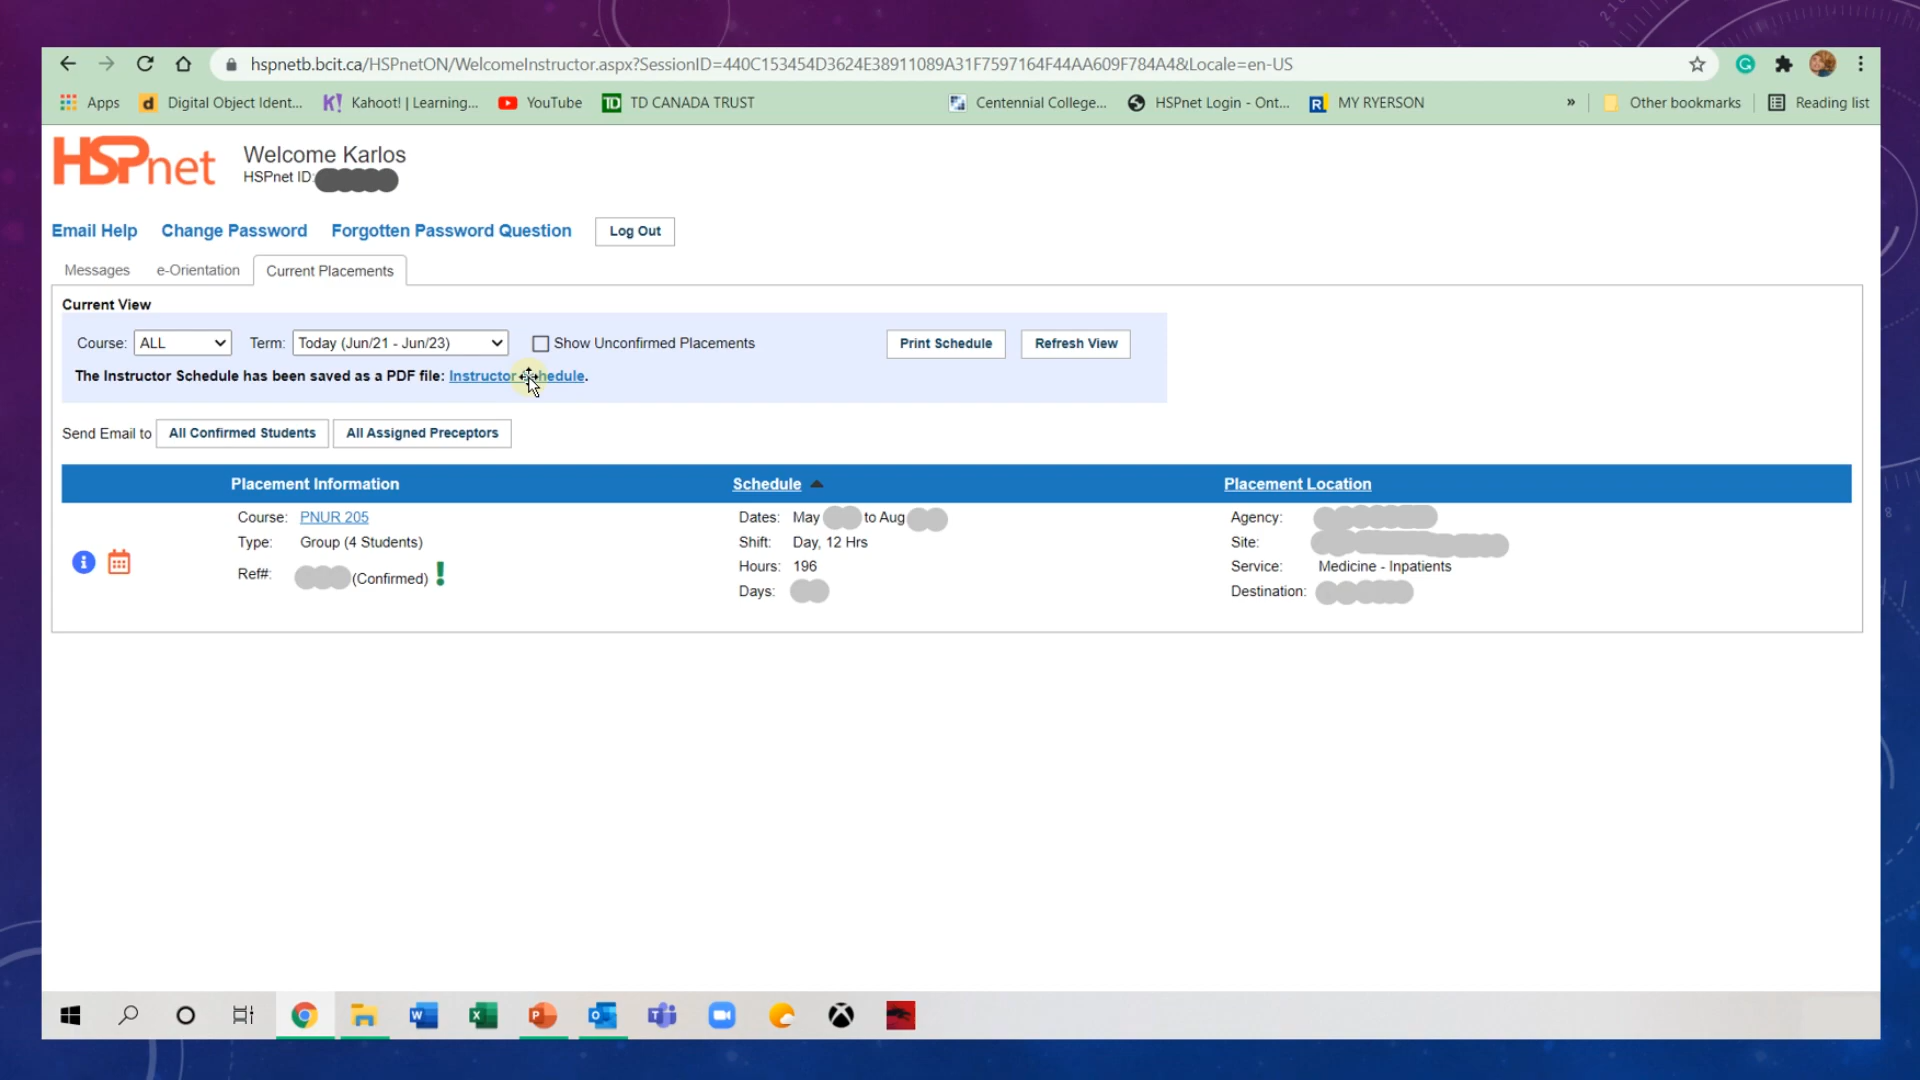 hspnetb.bcit.ca/HSPnetON/WelcomeInstructor.aspx?SessionID=440C153454D3624E38911089A31F7597164F44AA609F784A4&Locale=en-US
Apps Digital Object Ident... Kahoot! | Learning... YouTube TD CANADA TRUST Centennial College... HSPnet Login - Ont... MY RYERSON » Other bookmarks Reading list
HSPnet
Welcome Karlos
HSPnet ID:
Email Help Change Password Forgotten Password Question Log Out
Messages e-Orientation Current Placements
Current View
Course: ALL Term: Today (Jun/21 - Jun/23) Show Unconfirmed Placements Print Schedule Refresh View
The Instructor Schedule has been saved as a PDF file: Instructor Schedule.
Send Email to All Confirmed Students All Assigned Preceptors
Placement Information Schedule Placement Location
Course: PNUR 205 Dates: May to Aug Agency:
Type: Group (4 Students) Shift: Day, 12 Hrs Site:
Ref#: (Confirmed) ! Hours: 196 Service: Medicine - Inpatients
Days: Destination: